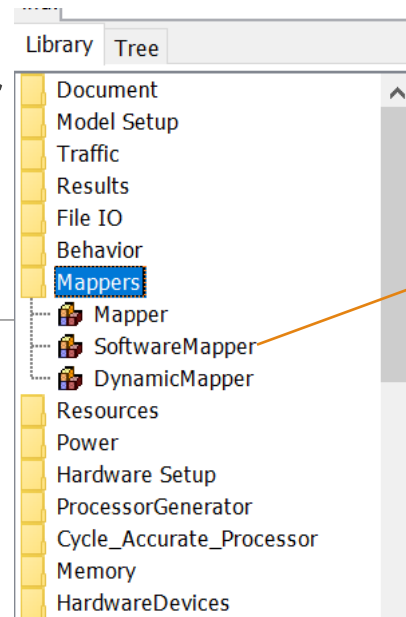 Library Tree
Document
Model Setup
Traffic
Results
File IO
Behavior
Mappers
Mapper
SoftwareMapper
DynamicMapper
Resources
Power
Hardware Setup
ProcessorGenerator
Cycle_Accurate_Processor
Memory
HardwareDevices